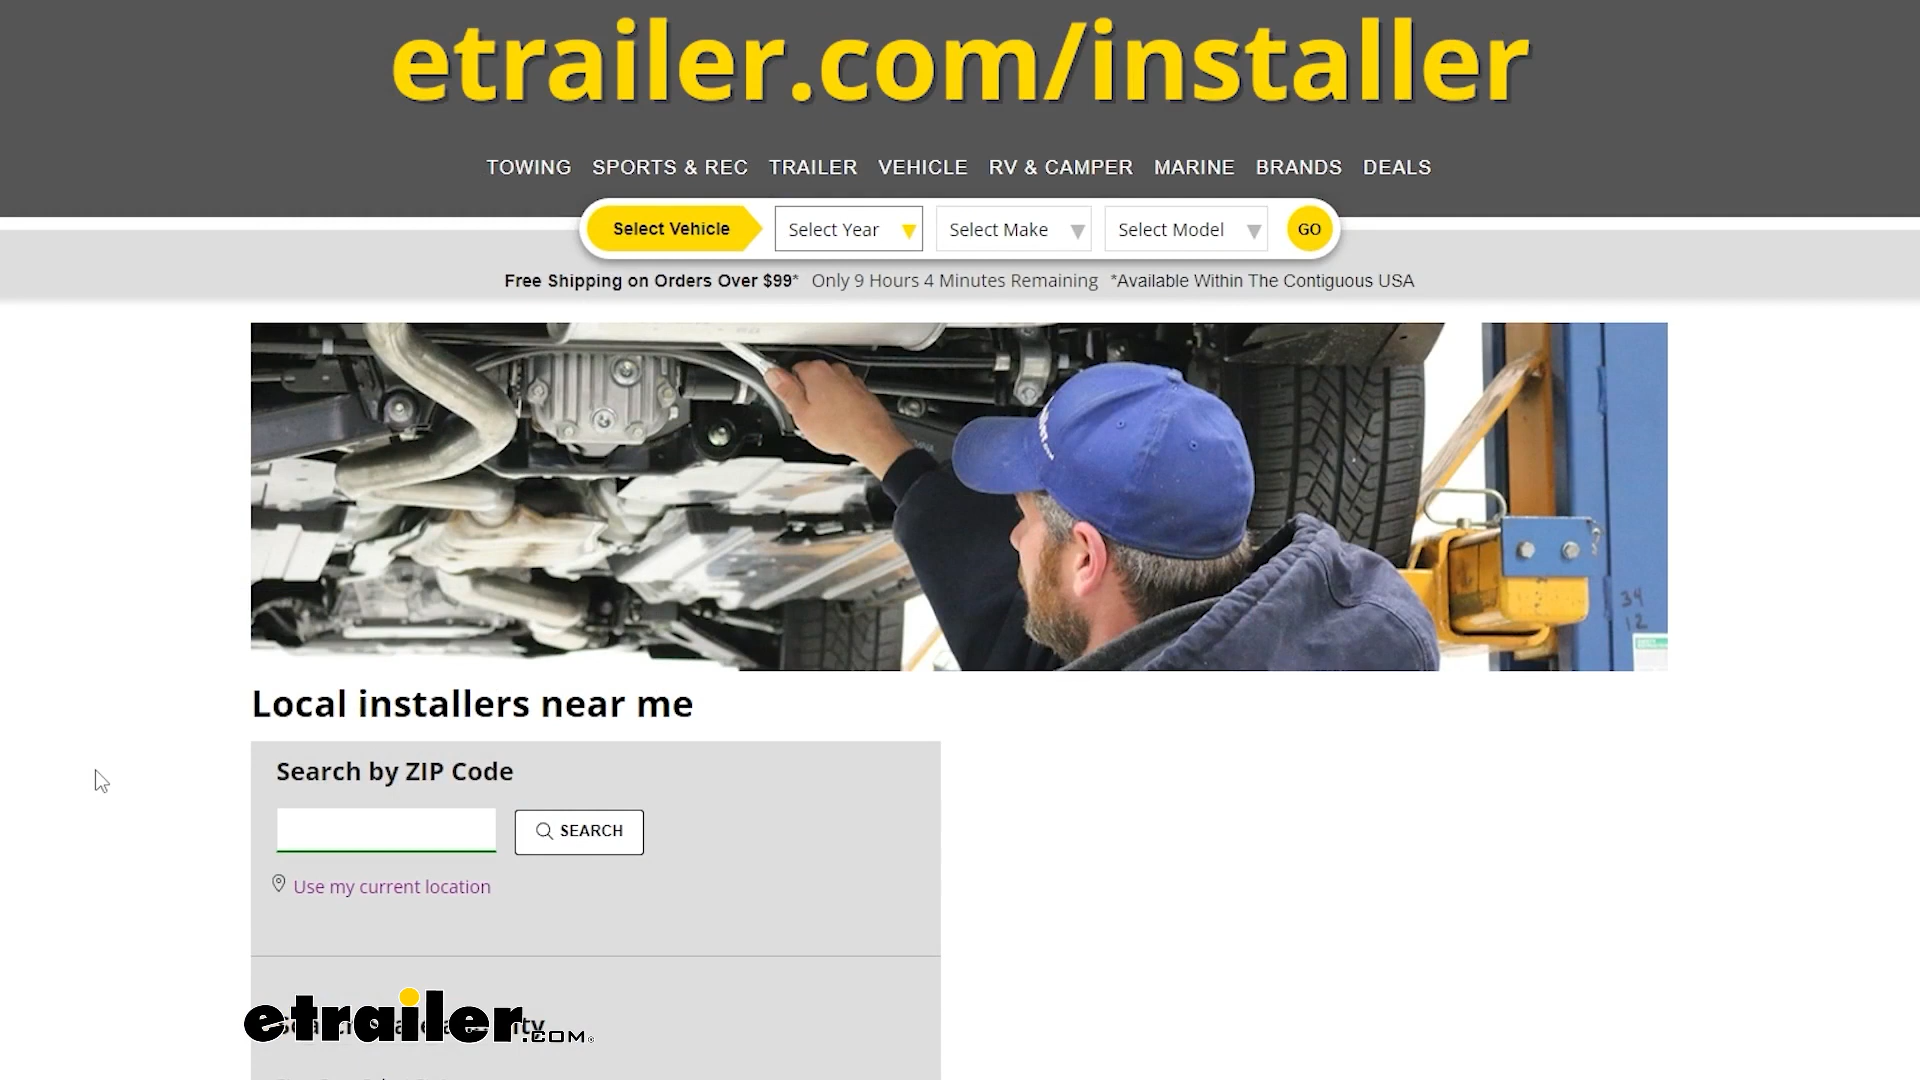 etrailer.com/installer
TOWING SPORTS & REC TRAILER VEHICLE RV & CAMPER MARINE BRANDS DEALS
Select Vehicle Select Year Select Make Select Model GO
Free Shipping on Orders Over $99* Only 9 Hours 4 Minutes Remaining *Available Within The Contiguous USA
34
12
Local installers near me
Search by ZIP Code
SEARCH
Use my current location
etrailer.com